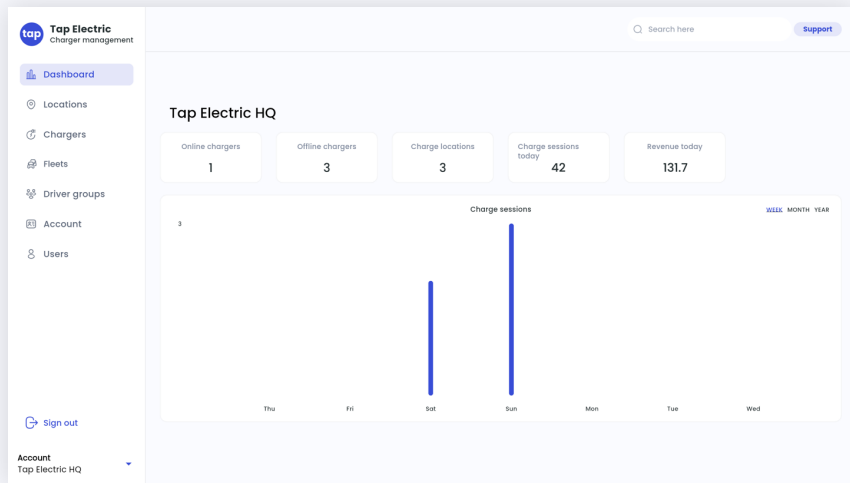 tap
Tap Electric
Charger management
Search here
Support
Dashboard
Locations
Chargers
Fleets
Driver groups
Account
Users
Sign out
Account
Tap Electric HQ
Tap Electric HQ
Online chargers
1
Offline chargers
3
Charge locations
3
Charge sessions
today
42
Revenue today
131.7
Charge sessions
WEEK MONTH YEAR
3
Thu Fri Sat Sun Mon Tue Wed